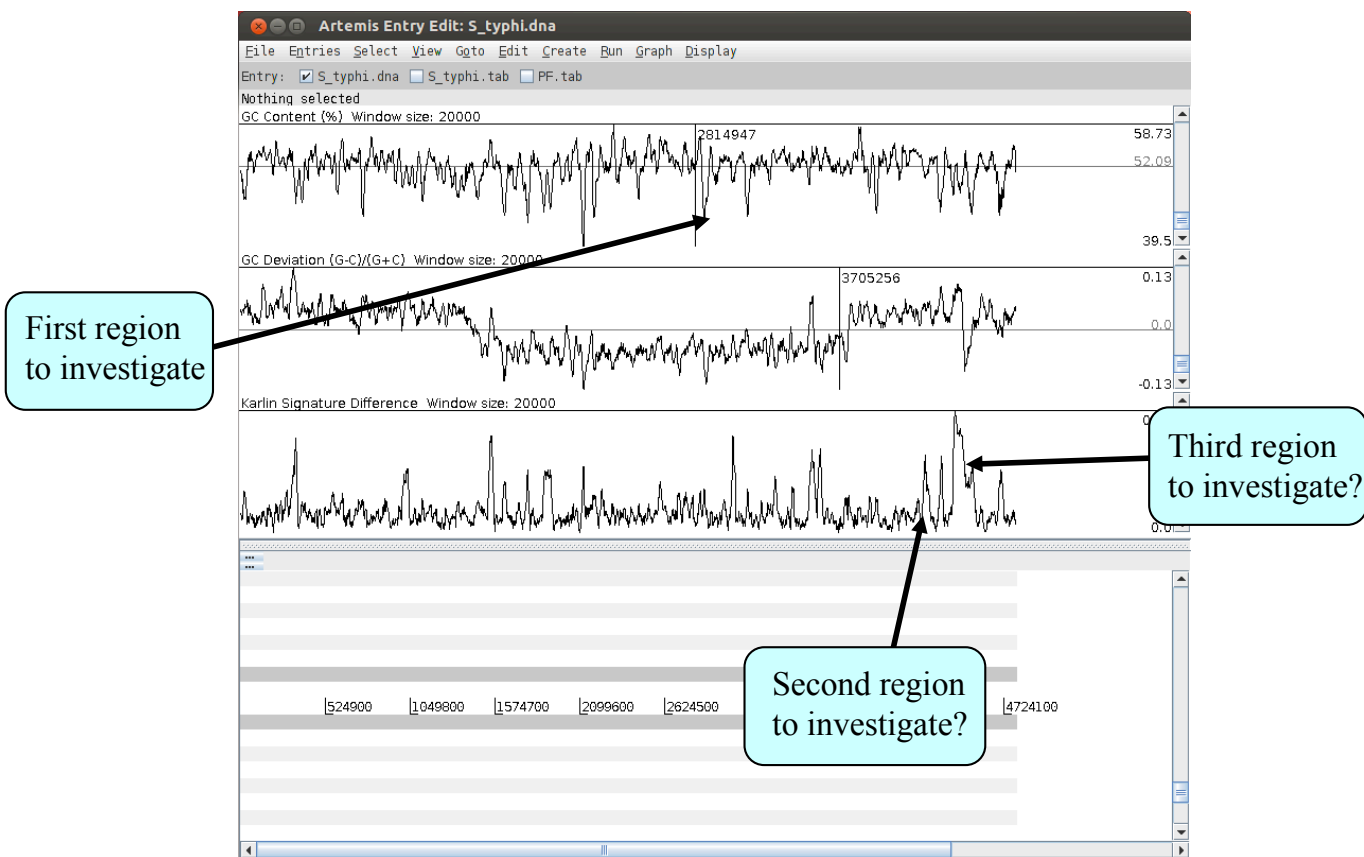 Artemis Entry Edit: S_typhi.dna
File Entries Select View Goto Edit Create Run Graph Display
Entry: S_typhi.dna S_typhi.tab PF.tab
Nothing selected
GC Content (%) Window size: 20000
2814947
58.73
52.09
39.5
GC Deviation (G-C)/(G+C) Window size: 20000
3705256
0.13
0.0
-0.13
First region
to investigate
Karlin Signature Difference Window size: 20000
Third region
to investigate?
0.0
Second region
to investigate?
524900 1049800 1574700 2099600 2624500 4724100